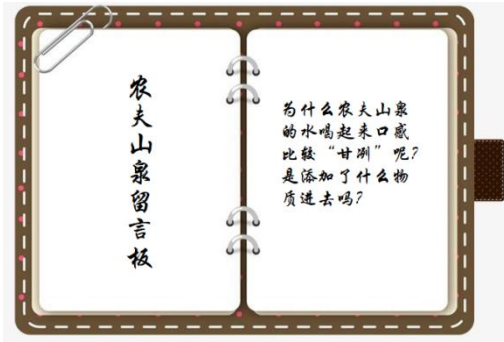 农夫山泉留言板
为什么农夫山泉
的水喝起来口感
比较“甘冽”呢?
是添加了什么物
质进去吗?